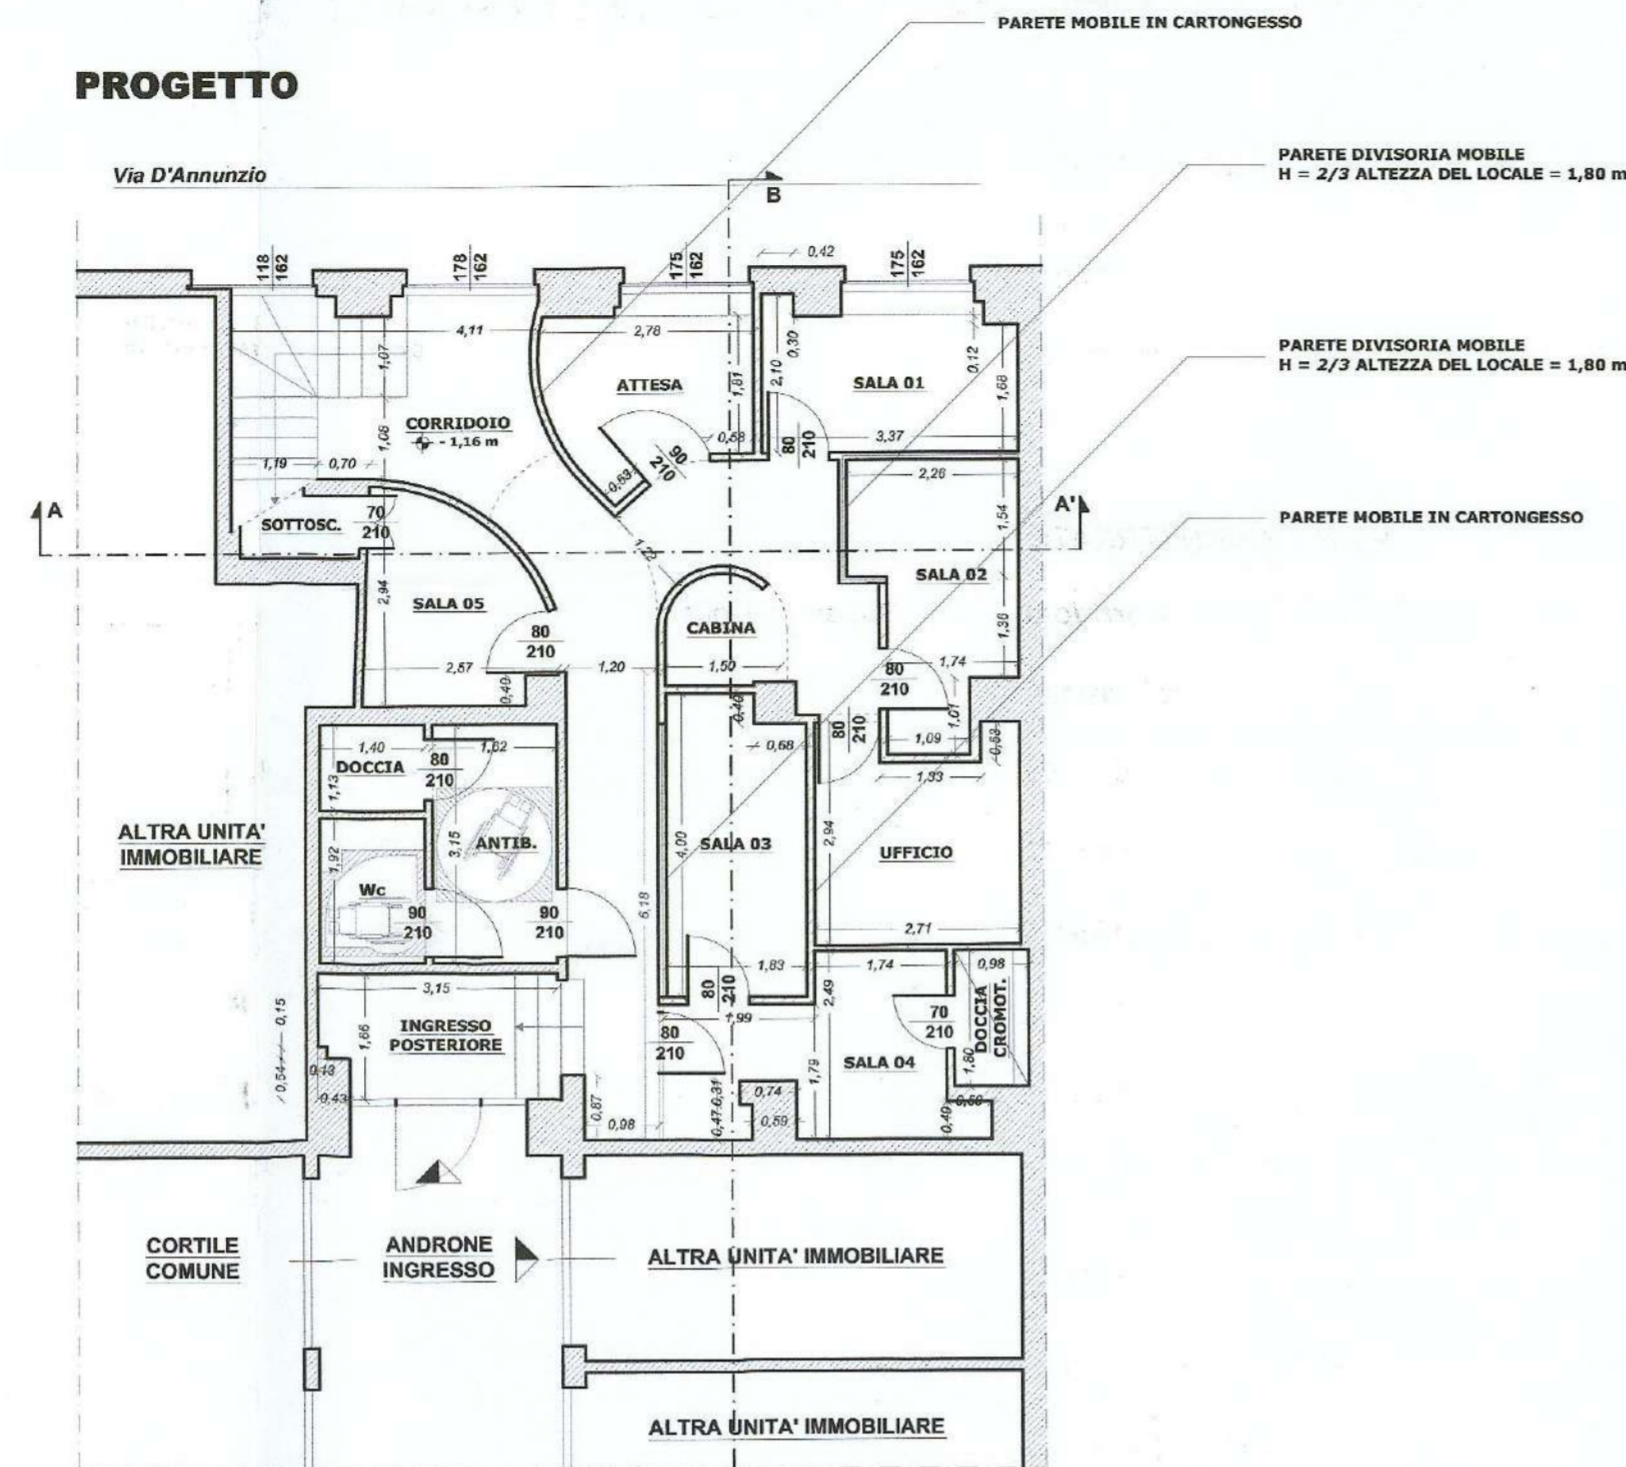 PARETE MOBILE IN CARTONGESSO
PROGETTO
PARETE DIVISORIA MOBILE
H = 2/3 ALTEZZA DEL LOCALE = 1,80 m
Via D'Annunzio
B
118
162
178
162
175
162
0,42
175
162
4,11
2,78
1,07
0,30
0,12
2,10
1,81
1,68
ATTESA
SALA 01
PARETE DIVISORIA MOBILE
H = 2/3 ALTEZZA DEL LOCALE = 1,80 m
CORRIDOIO
- 1,16 m
1,08
0,58
80
210
3,37
90
210
1,19
0,70
0,63
2,26
A
SOTTOSC.
70
210
1,54
A'
PARETE MOBILE IN CARTONGESSO
1,22
SALA 02
2,94
SALA 05
CABINA
1,36
80
210
2,67
1,20
1,50
80
210
1,74
0,40
0,40
1,01
80
210
1,40
1,62
0,68
1,09
0,63
DOCCIA
80
210
1,33
1,13
ALTRA UNITA'
IMMOBILIARE
3,15
ANTIB.
4,00
SALA 03
2,94
UFFICIO
1,92
Wc
90
210
90
210
6,18
2,71
1,83
1,74
0,98
3,15
80
210
2,49
DOCCIA
CROMOT.
0,15
INGRESSO
POSTERIORE
1,66
1,99
80
210
70
210
SALA 04
1,80
0,54
0,13
0,43
1,79
0,87
0,98
0,31
0,47
0,74
0,59
0,49
CORTILE
COMUNE
ANDRONE
INGRESSO
ALTRA UNITA' IMMOBILIARE
ALTRA UNITA' IMMOBILIARE